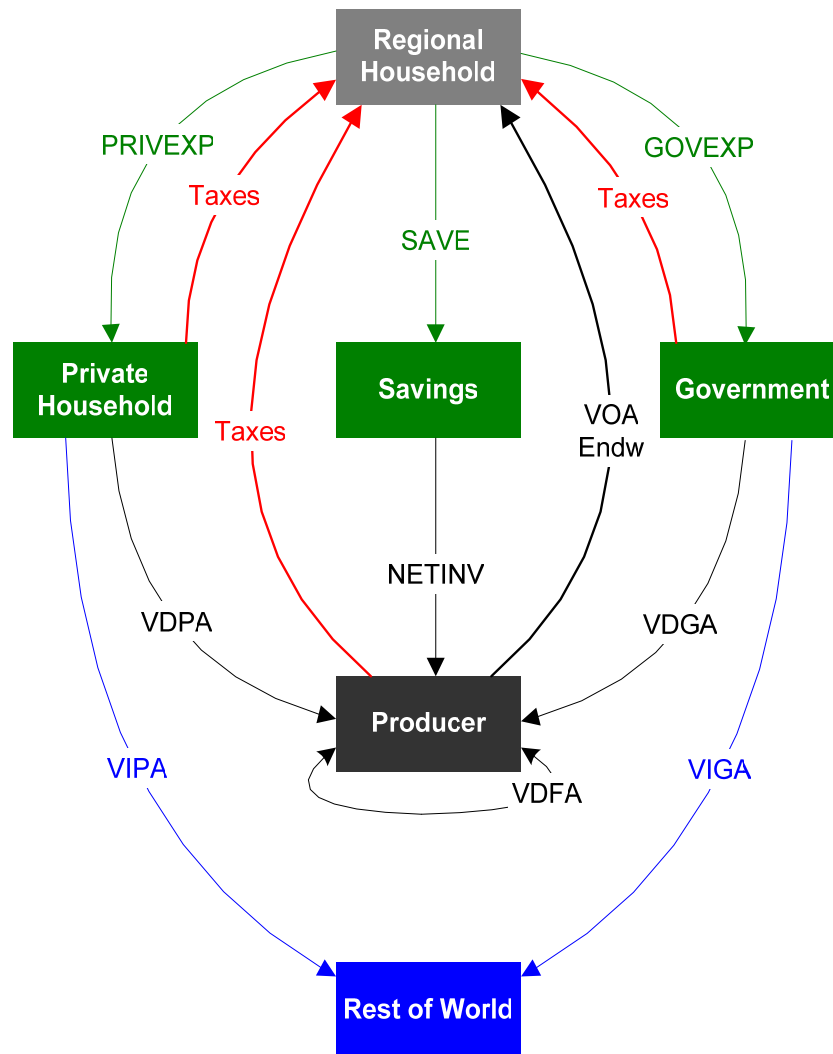 Regional
Household
PRIVEXP
GOVEXP
Taxes
Taxes
SAVE
Private
Household
Savings
Government
Taxes
VOA
Endw
NETINV
VDPA
VDGA
Producer
VIPA
VIGA
VDFA
Rest of World